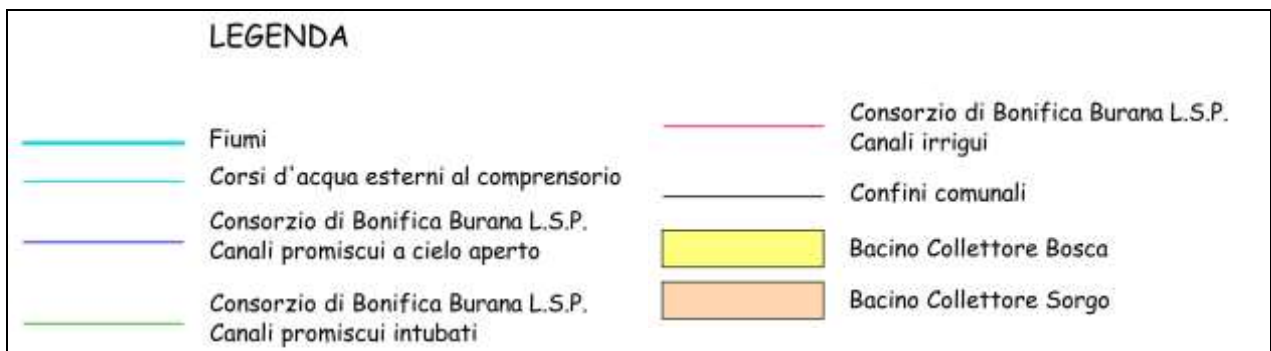 LEGENDA
Fiumi
Corsi d'acqua esterni al comprensorio
Consorzio di Bonifica Burana L.S.P.
Canali promiscui a cielo aperto
Consorzio di Bonifica Burana L.S.P.
Canali promiscui intubati
Consorzio di Bonifica Burana L.S.P.
Canali irrigui
Confini comunali
Bacino Collettore Bosca
Bacino Collettore Sorgo